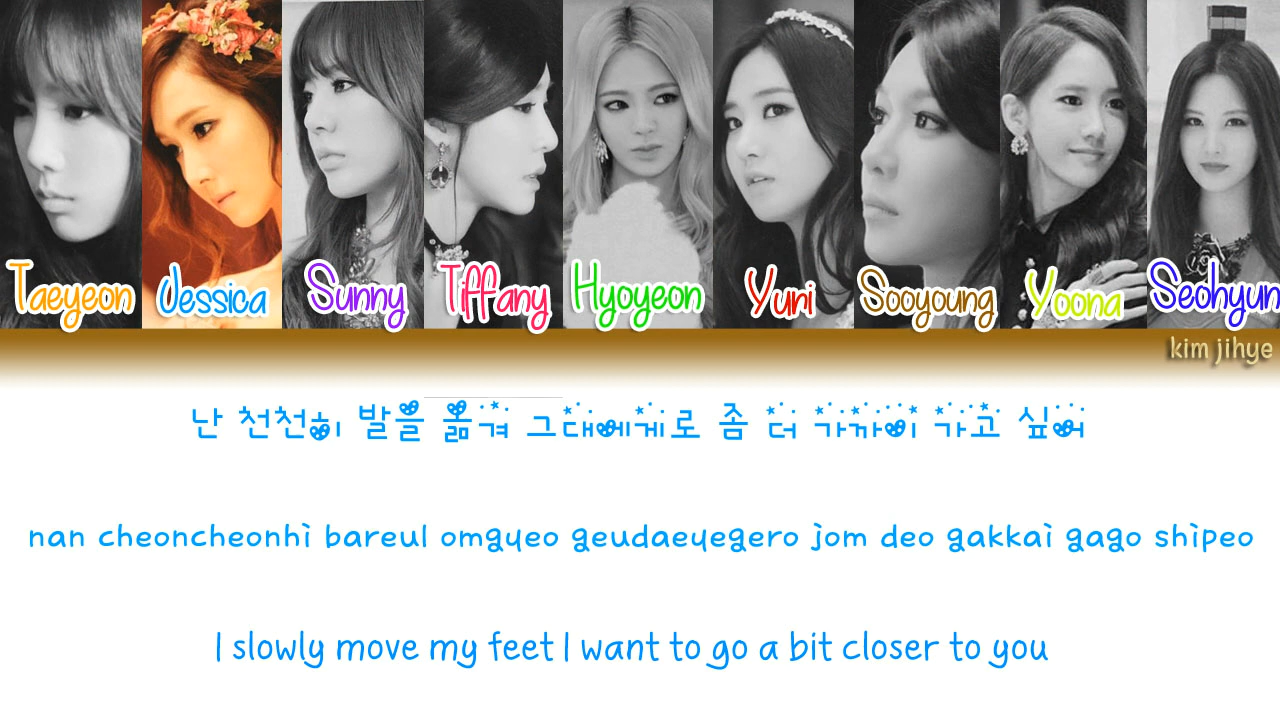 Taeyeon Jessica Sunny Tiffany Hyoyeon Yuri Sooyoung Yoona Seohyun
kim jihye
난 천천히 발을 옮겨 그대에게로 좀 더 가까이 가고 싶어
nan cheoncheonhi bareul omgyeo geudaeyegero jom deo gakkai gago shipeo
I slowly move my feet I want to go a bit closer to you